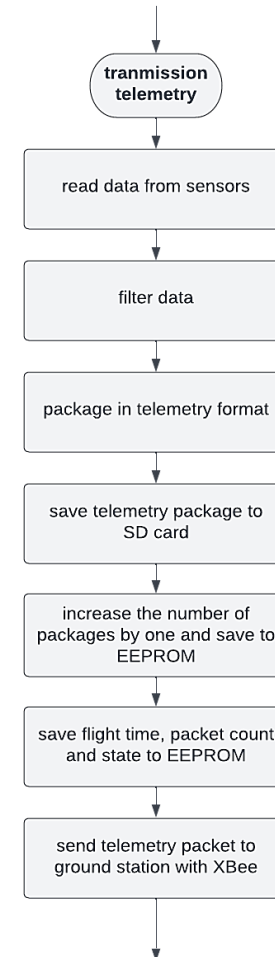 tranmission
telemetry
read data from sensors
filter data
package in telemetry format
save telemetry package to
SD card
increase the number of
packages by one and save to
EEPROM
save flight time, packet count
and state to EEPROM
send telemetry packet to
ground station with XBee